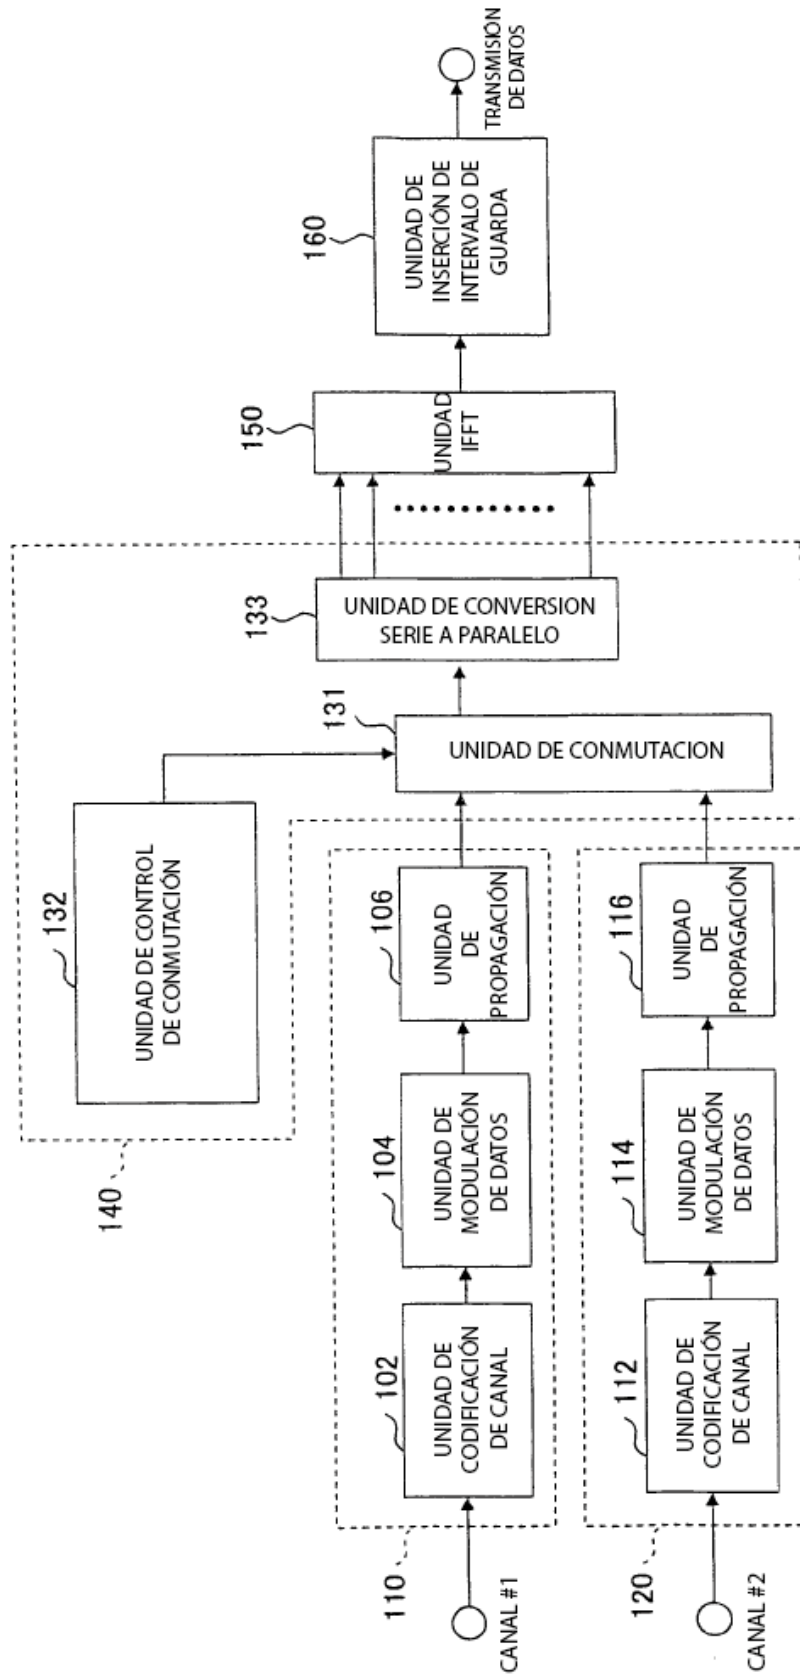 140
132
UNIDAD DE CONTROL
DE CONMUTACIÓN
110
CANAL #1
102
UNIDAD DE
CODIFICACIÓN
DE CANAL
104
UNIDAD DE
MODULACIÓN
DE DATOS
106
UNIDAD
DE
PROPAGACIÓN
120
CANAL #2
112
UNIDAD DE
CODIFICACIÓN
DE CANAL
114
UNIDAD DE
MODULACIÓN
DE DATOS
116
UNIDAD
DE
PROPAGACIÓN
131
UNIDAD DE CONMUTACION
133
UNIDAD DE CONVERSION
SERIE A PARALELO
150
UNIDAD
IFFT
160
UNIDAD DE
INSERCIÓN DE
INTERVALO DE
GUARDA
TRANSMISIÓN
DE DATOS